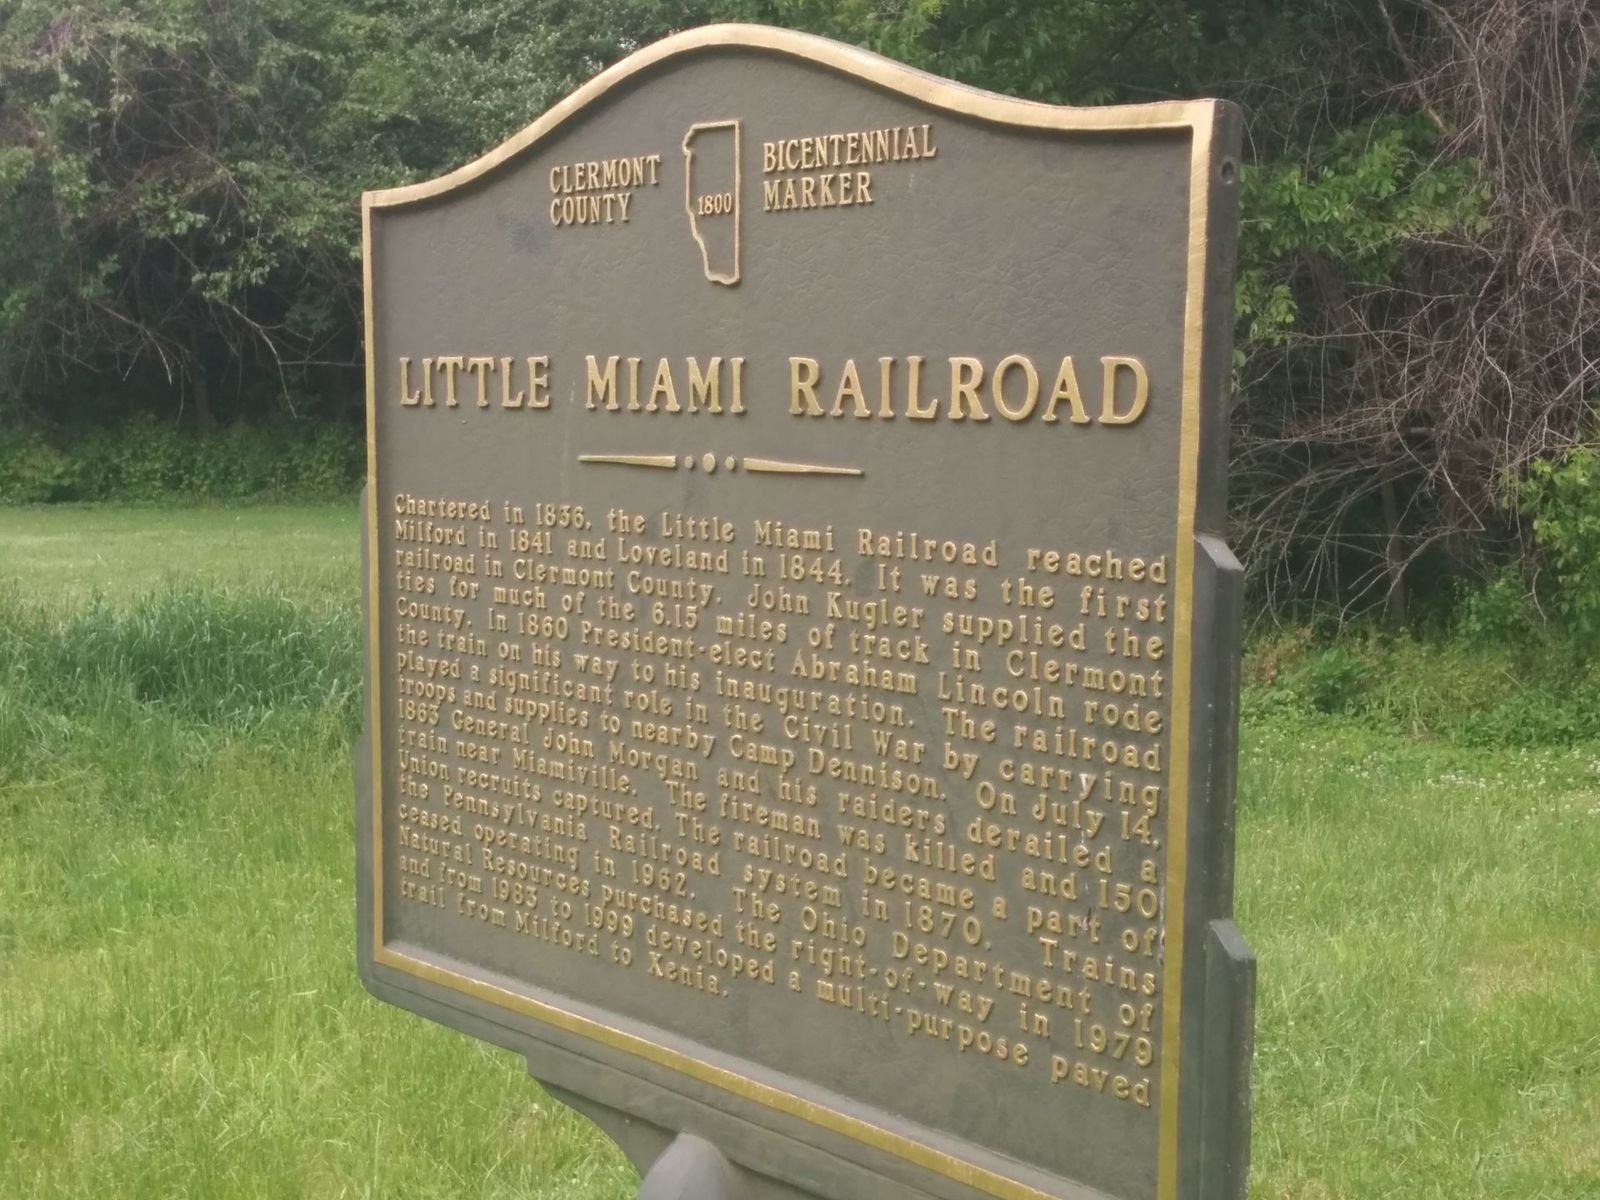 CLERMONT
COUNTY
1800
BICENTENNIAL
MARKER
LITTLE MIAMI RAILROAD
Chartered in 1836, the Little Miami Railroad reached
Milford in 1841 and Loveland in 1844. It was the first
railroad in Clermont County. John Kugler supplied the
ties for much of the 6.15 miles of track in Clermont
County. In 1860 President-elect Abraham Lincoln rode
the train on his way to his inauguration. The railroad
played a significant role in the Civil War by carrying
troops and supplies to nearby Camp Dennison. On July 14,
1863 General John Morgan and his raiders derailed a
train near Miamiville. The fireman was killed and 150
Union recruits captured. The railroad became a part of
the Pennsylvania Railroad system in 1870. Trains
ceased operating in 1962. The Ohio Department of
Natural Resources purchased the right-of-way in 1979
and from 1983 to 1999 developed a multi-purpose paved
trail from Milford to Xenia.